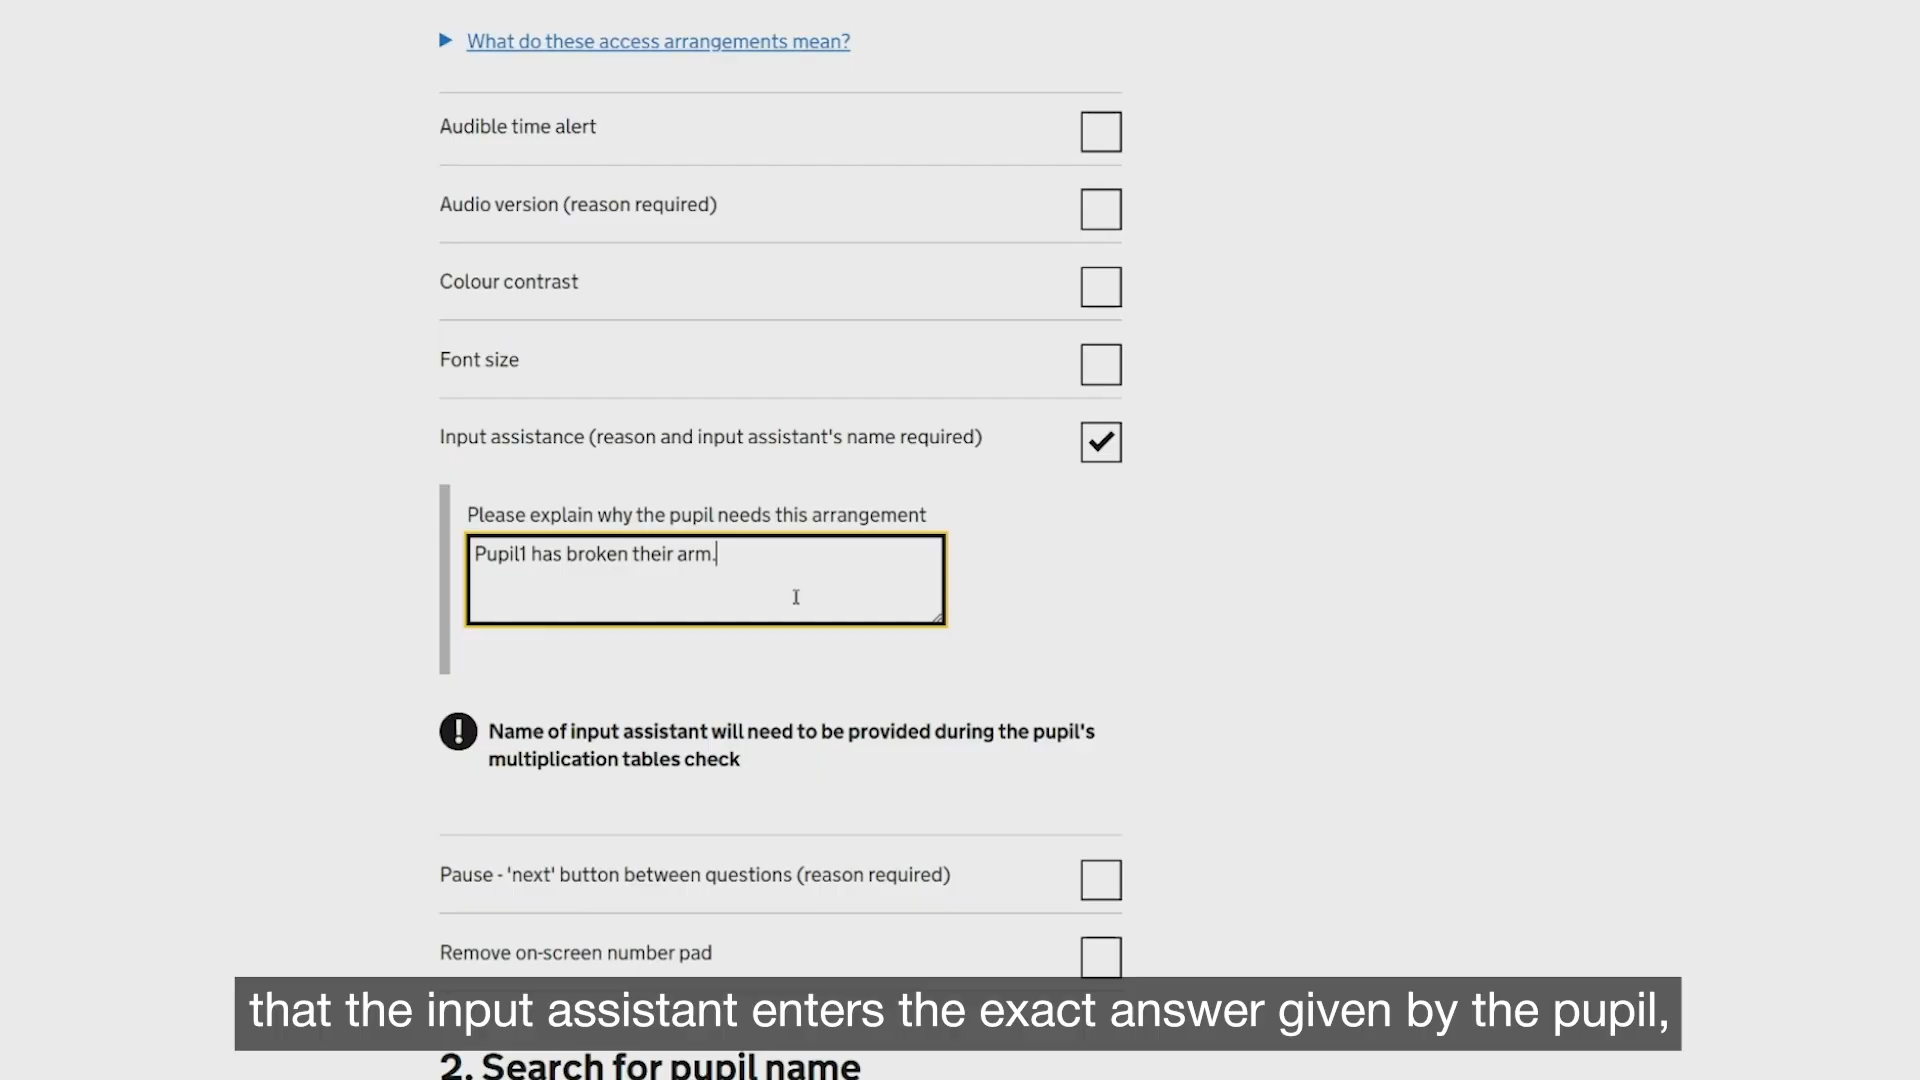 What do these access arrangements mean?
Audible time alert
Audio version (reason required)
Colour contrast
Font size
Input assistance (reason and input assistant's name required)
Please explain why the pupil needs this arrangement
Pupil1 has broken their arm.
Name of input assistant will need to be provided during the pupil's
multiplication tables check
Pause - 'next' button between questions (reason required)
Remove on-screen number pad
that the input assistant enters the exact answer given by the pupil,
2. Search for pupil name